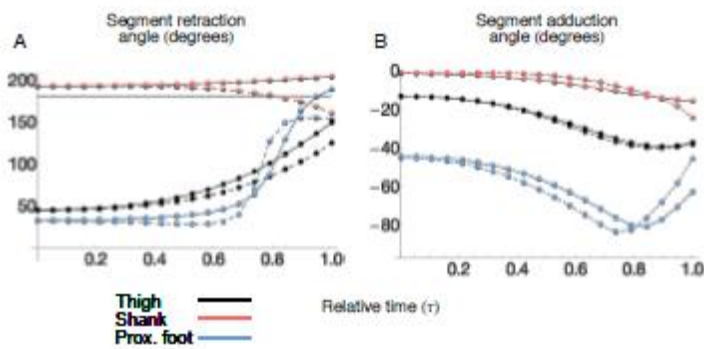 Segment retraction
angle (degrees)
A
200
150
100
50
0.2 0.4 0.6 0.8 1.0
Segment adduction
angle (degrees)
B
0
−20
−40
−60
−80
0.2 0.4 0.6 0.8 1.0
Thigh
Shank
Prox. foot
Relative time (τ)